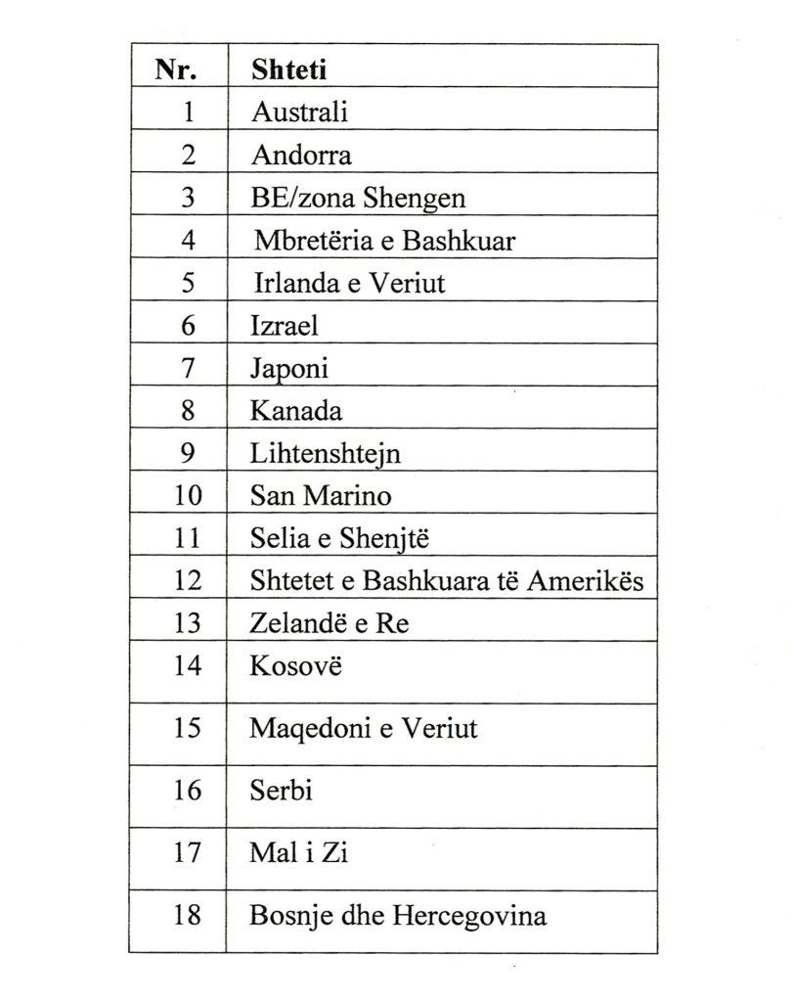 Nr. Shteti
1 Australi
2 Andorra
3 BE/zona Shengen
4 Mbretëria e Bashkuar
5 Irlanda e Veriut
6 Izrael
7 Japoni
8 Kanada
9 Lihtenshtejn
10 San Marino
11 Selia e Shenjtë
12 Shtetet e Bashkuara të Amerikës
13 Zelandë e Re
14 Kosovë
15 Maqedoni e Veriut
16 Serbi
17 Mal i Zi
18 Bosnje dhe Hercegovina